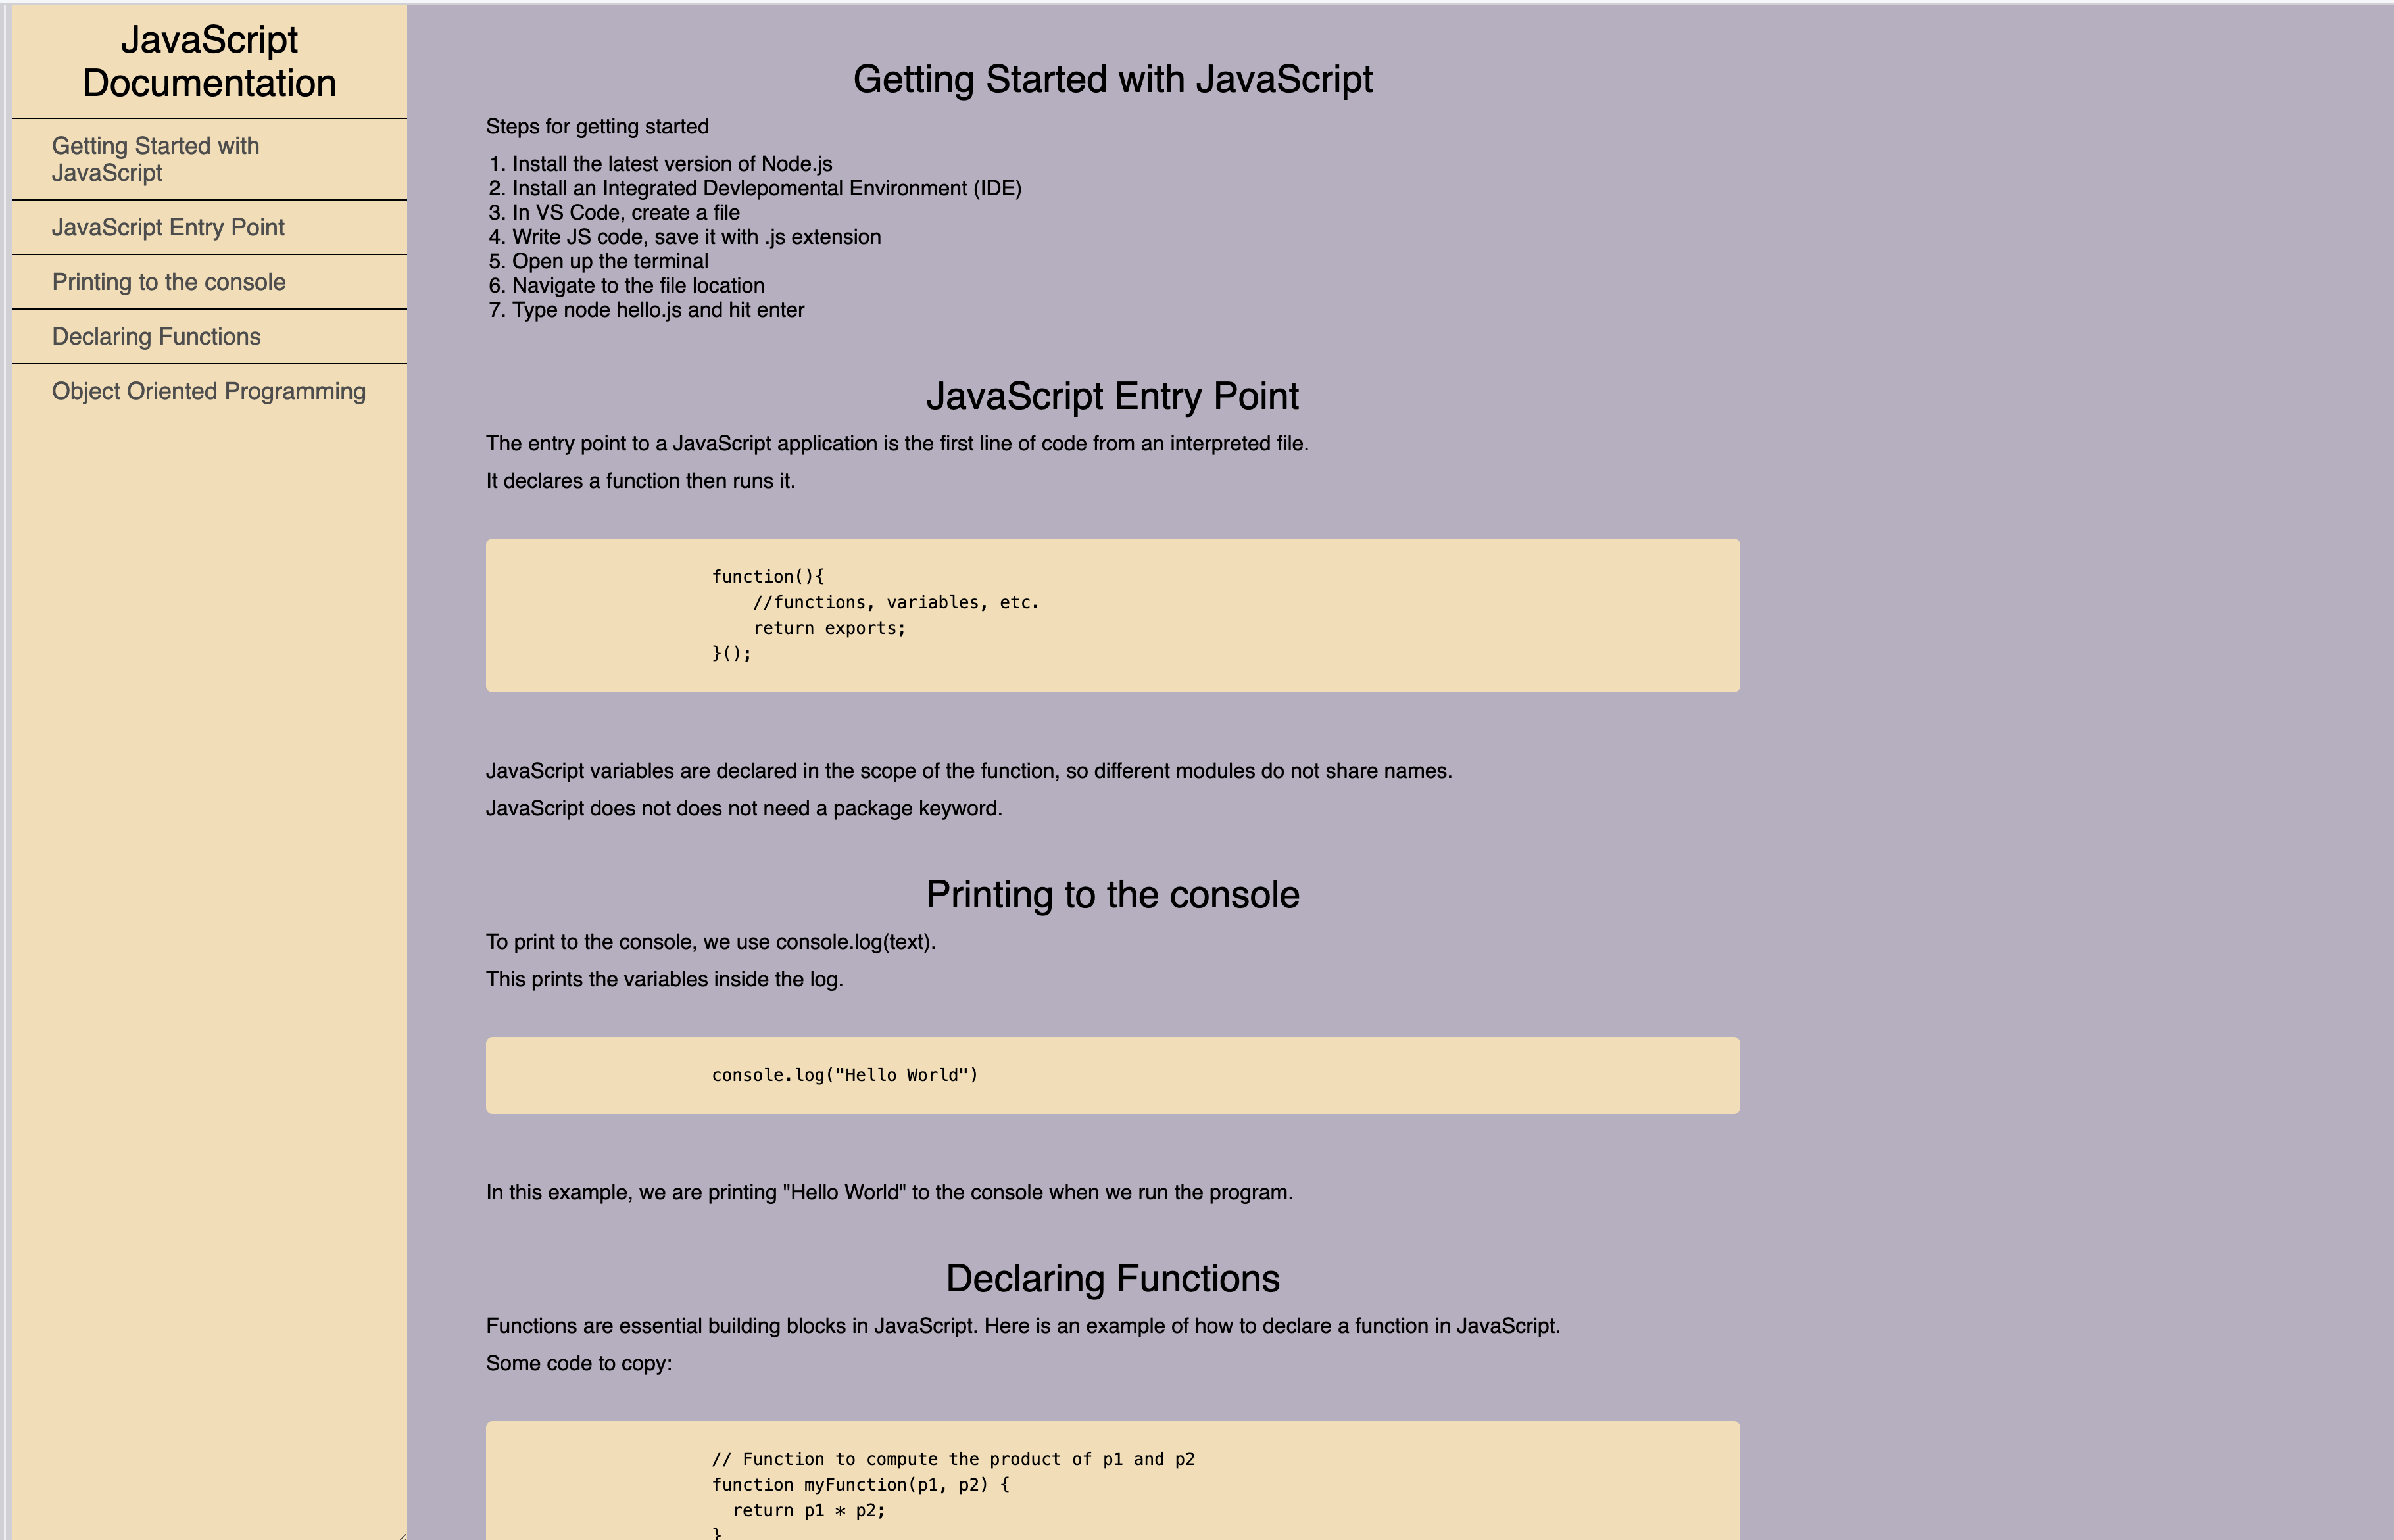 JavaScript
Documentation
Getting Started with
JavaScript
JavaScript Entry Point
Printing to the console
Declaring Functions
Object Oriented Programming
Getting Started with JavaScript
Steps for getting started
1. Install the latest version of Node.js
2. Install an Integrated Devlepomental Environment (IDE)
3. In VS Code, create a file
4. Write JS code, save it with .js extension
5. Open up the terminal
6. Navigate to the file location
7. Type node hello.js and hit enter
JavaScript Entry Point
The entry point to a JavaScript application is the first line of code from an interpreted file.
It declares a function then runs it.
function(){
    //functions, variables, etc.
    return exports;
}();
JavaScript variables are declared in the scope of the function, so different modules do not share names.
JavaScript does not does not need a package keyword.
Printing to the console
To print to the console, we use console.log(text).
This prints the variables inside the log.
console.log("Hello World")
In this example, we are printing "Hello World" to the console when we run the program.
Declaring Functions
Functions are essential building blocks in JavaScript. Here is an example of how to declare a function in JavaScript.
Some code to copy:
// Function to compute the product of p1 and p2
function myFunction(p1, p2) {
  return p1 * p2;
}